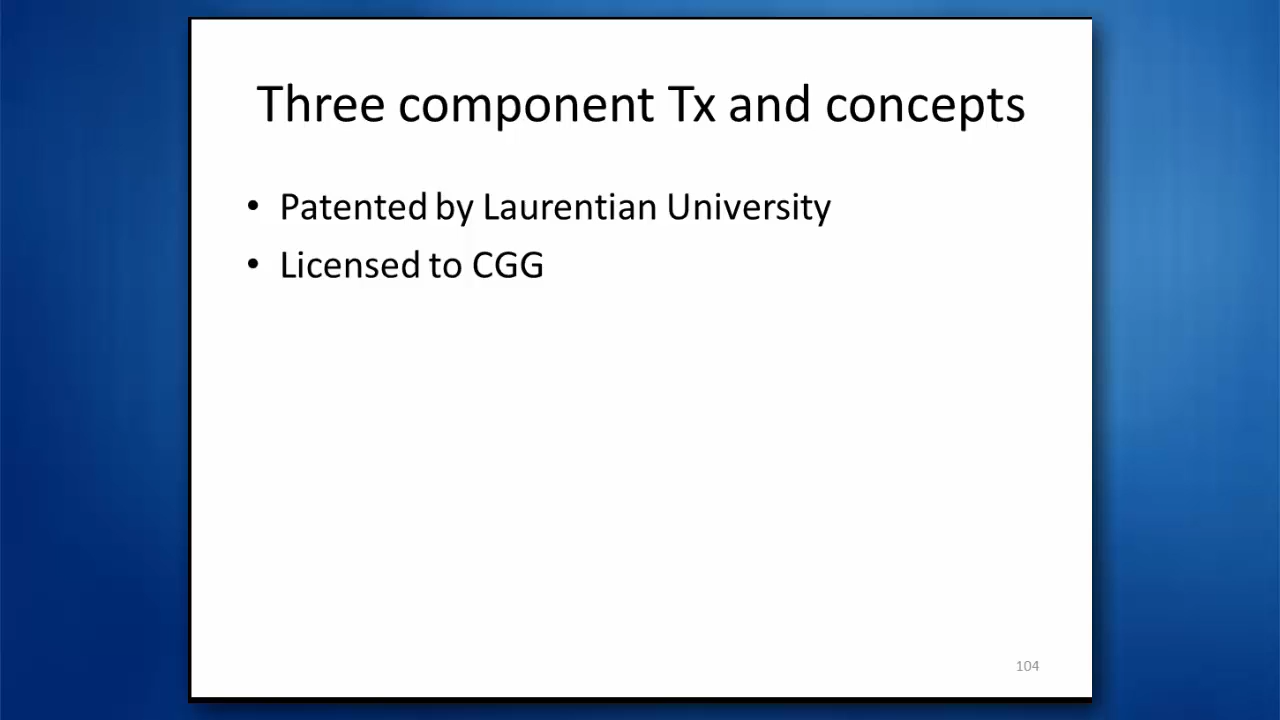 Three component Tx and concepts
• Patented by Laurentian University
• Licensed to CGG
104